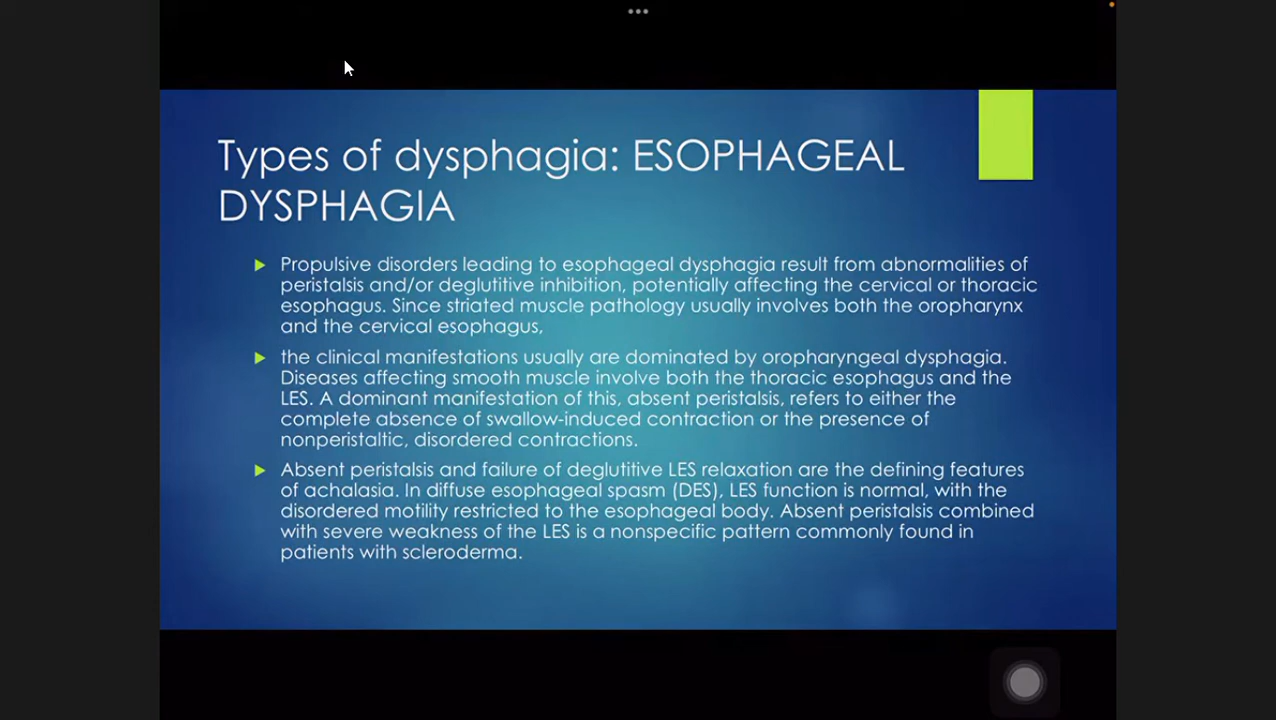 Types of dysphagia: ESOPHAGEAL
DYSPHAGIA
Propulsive disorders leading to esophageal dysphagia result from abnormalities of
peristalsis and/or deglutitive inhibition, potentially affecting the cervical or thoracic
esophagus. Since striated muscle pathology usually involves both the oropharynx
and the cervical esophagus,
the clinical manifestations usually are dominated by oropharyngeal dysphagia.
Diseases affecting smooth muscle involve both the thoracic esophagus and the
LES. A dominant manifestation of this, absent peristalsis, refers to either the
complete absence of swallow-induced contraction or the presence of
nonperistaltic, disordered contractions.
Absent peristalsis and failure of deglutitive LES relaxation are the defining features
of achalasia. In diffuse esophageal spasm (DES), LES function is normal, with the
disordered motility restricted to the esophageal body. Absent peristalsis combined
with severe weakness of the LES is a nonspecific pattern commonly found in
patients with scleroderma.